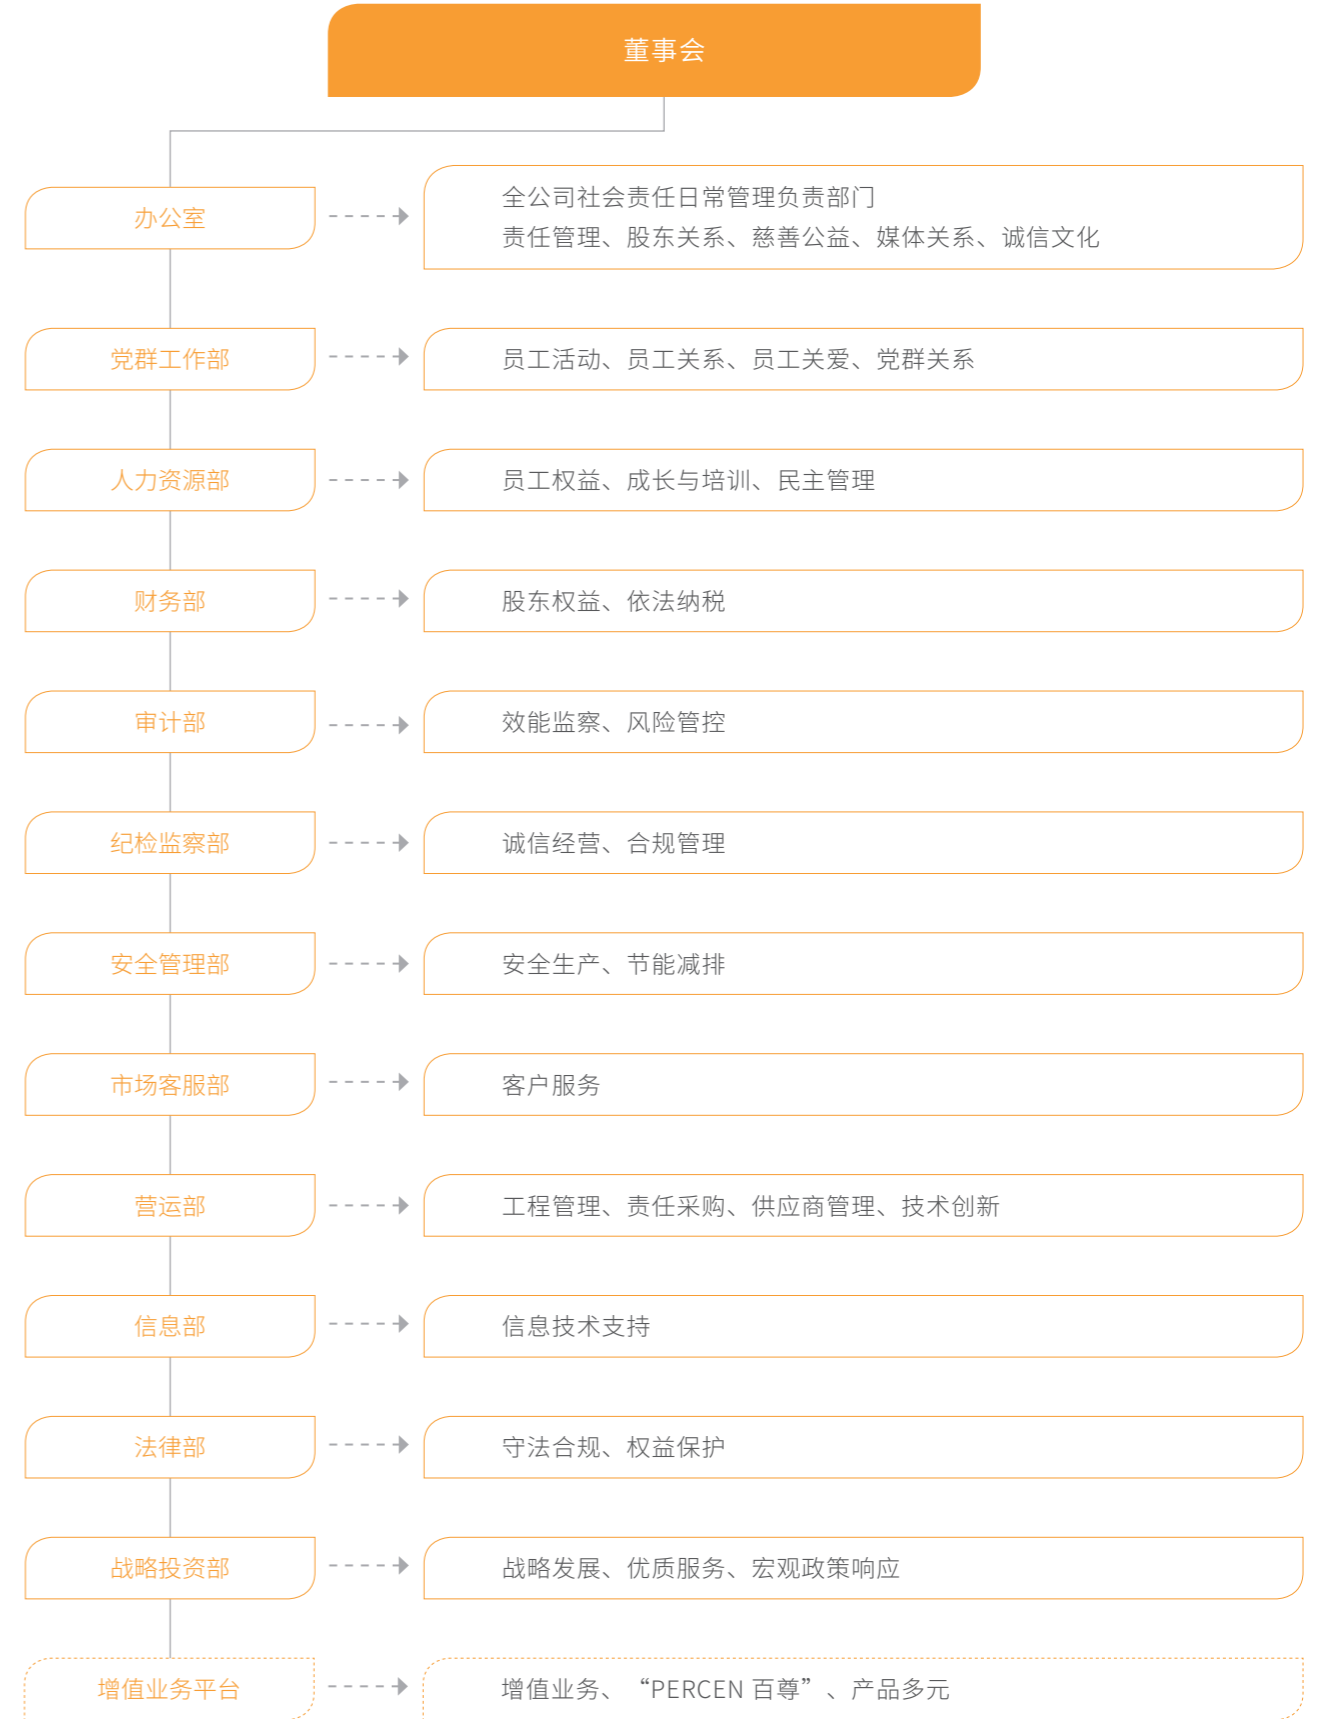 董事会
办公室
全公司社会责任日常管理负责部门
责任管理、股东关系、慈善公益、媒体关系、诚信文化
党群工作部
员工活动、员工关系、员工关爱、党群关系
人力资源部
员工权益、成长与培训、民主管理
财务部
股东权益、依法纳税
审计部
效能监察、风险管控
纪检监察部
诚信经营、合规管理
安全管理部
安全生产、节能减排
市场客服部
客户服务
营运部
工程管理、责任采购、供应商管理、技术创新
信息部
信息技术支持
法律部
守法合规、权益保护
战略投资部
战略发展、优质服务、宏观政策响应
增值业务平台
增值业务、“PERCEN 百尊”、产品多元